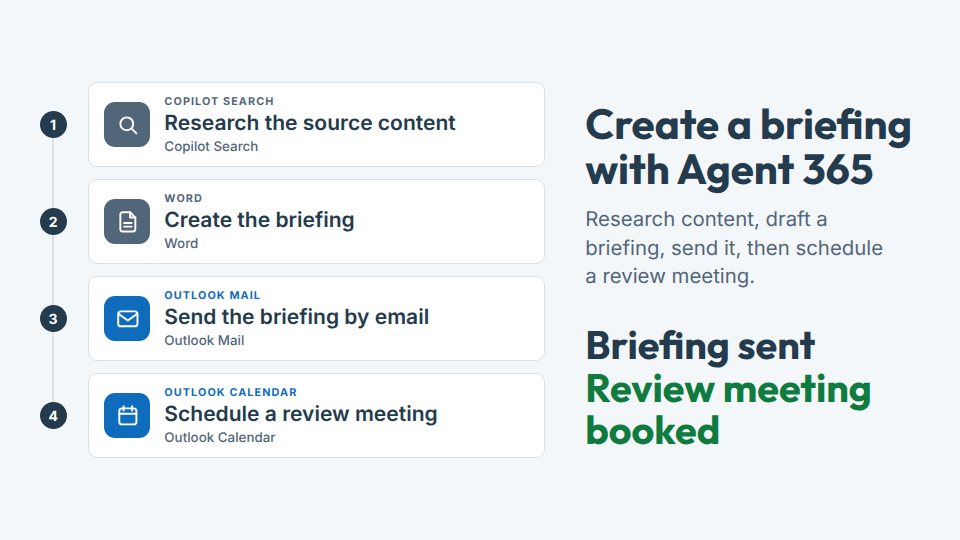 1
COPILOT SEARCH
Research the source content
Copilot Search
2
WORD
Create the briefing
Word
3
OUTLOOK MAIL
Send the briefing by email
Outlook Mail
4
OUTLOOK CALENDAR
Schedule a review meeting
Outlook Calendar
Create a briefing
with Agent 365
Research content, draft a
briefing, send it, then schedule
a review meeting.
Briefing sent
Review meeting
booked